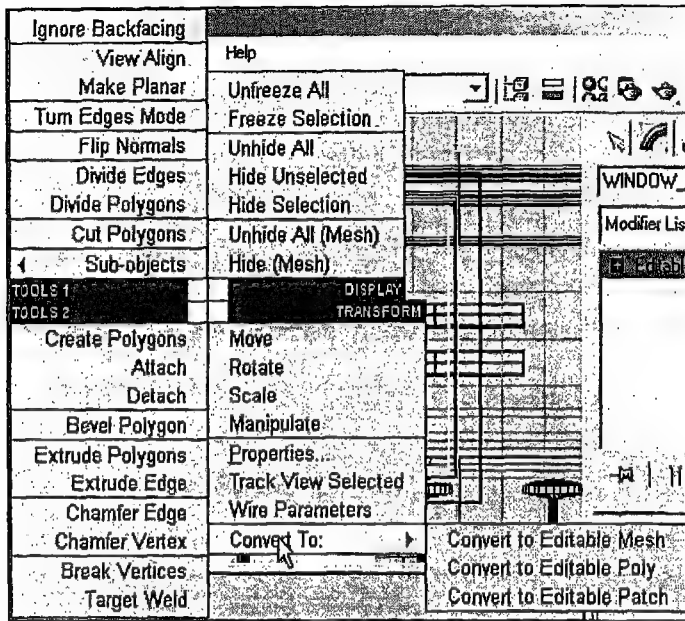 Ignore Backfacing
View Align
Make Planar
Turn Edges Mode
Flip Normals
Divide Edges
Divide Polygons
Cut Polygons
Sub-objects
TOOLS 1
TOOLS 2
Create Polygons
Attach
Detach
Bevel Polygon
Extrude Polygons
Extrude Edge
Chamfer Edge
Chamfer Vertex
Break Vertices
Target Weld
Help
Unfreeze All
Freeze Selection
Unhide All
Hide Unselected
Hide Selection
Unhide All (Mesh)
Hide (Mesh)
DISPLAY
TRANSFORM
Move
Rotate
Scale
Manipulate
Properties...
Track View Selected
Wire Parameters
Convert To:
Convert to Editable Mesh
Convert to Editable Poly
Convert to Editable Patch
WINDOW_
Modifier Lis
Editabl